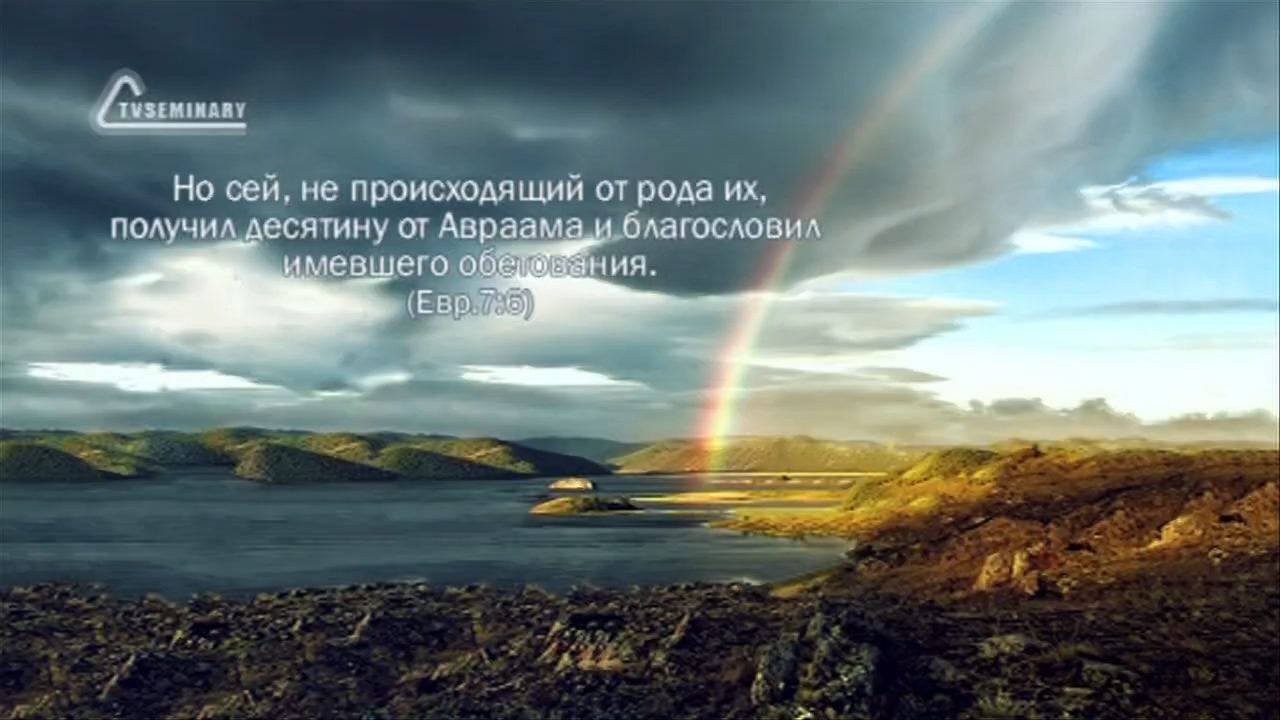 TVSEMINARY
Но сей, не происходящий от рода их,
получил десятину от Авраама и благословил
имевшего обетования.
(Евр.7:6)